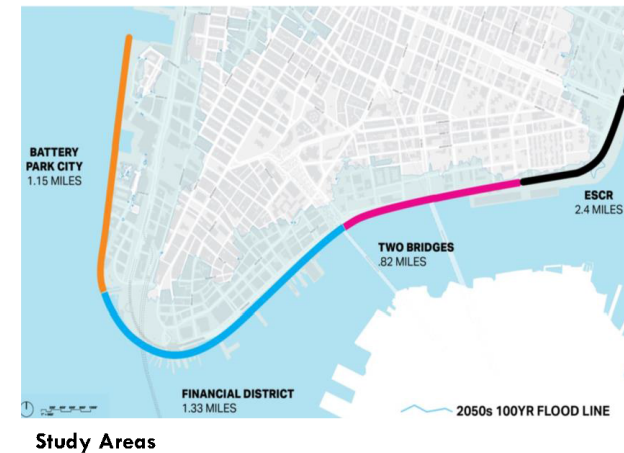 BATTERY
PARK CITY
1.15 MILES
ESCR
2.4 MILES
TWO BRIDGES
.82 MILES
FINANCIAL DISTRICT
1.33 MILES
2050s 100YR FLOOD LINE
Study Areas